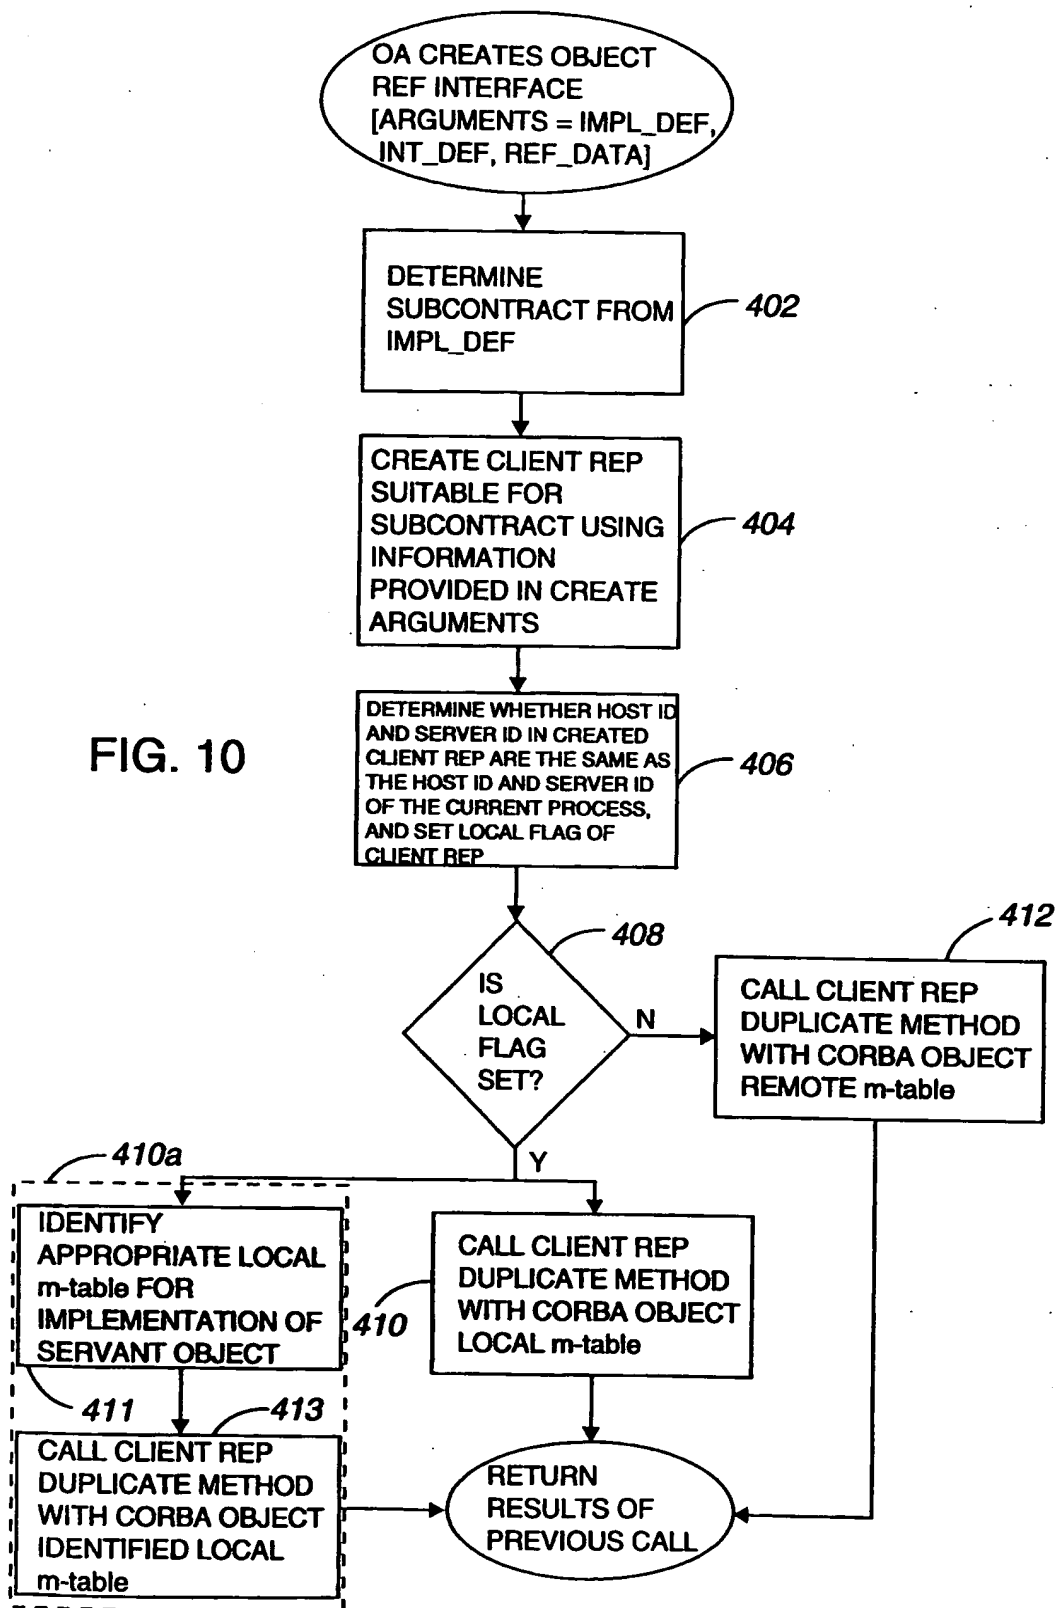 OA CREATES OBJECT
REF INTERFACE
[ARGUMENTS = IMPL_DEF,
INT_DEF, REF_DATA]
DETERMINE
SUBCONTRACT FROM
IMPL_DEF
402
CREATE CLIENT REP
SUITABLE FOR
SUBCONTRACT USING
INFORMATION
PROVIDED IN CREATE
ARGUMENTS
404
FIG. 10
DETERMINE WHETHER HOST ID
AND SERVER ID IN CREATED
CLIENT REP ARE THE SAME AS
THE HOST ID AND SERVER ID
OF THE CURRENT PROCESS,
AND SET LOCAL FLAG OF
CLIENT REP
406
IS
LOCAL
FLAG
SET?
408
N
412
CALL CLIENT REP
DUPLICATE METHOD
WITH CORBA OBJECT
REMOTE m-table
Y
410a
IDENTIFY
APPROPRIATE LOCAL
m-table FOR
IMPLEMENTATION OF
SERVANT OBJECT
411
410
CALL CLIENT REP
DUPLICATE METHOD
WITH CORBA OBJECT
LOCAL m-table
413
CALL CLIENT REP
DUPLICATE METHOD
WITH CORBA OBJECT
IDENTIFIED LOCAL
m-table
RETURN
RESULTS OF
PREVIOUS CALL